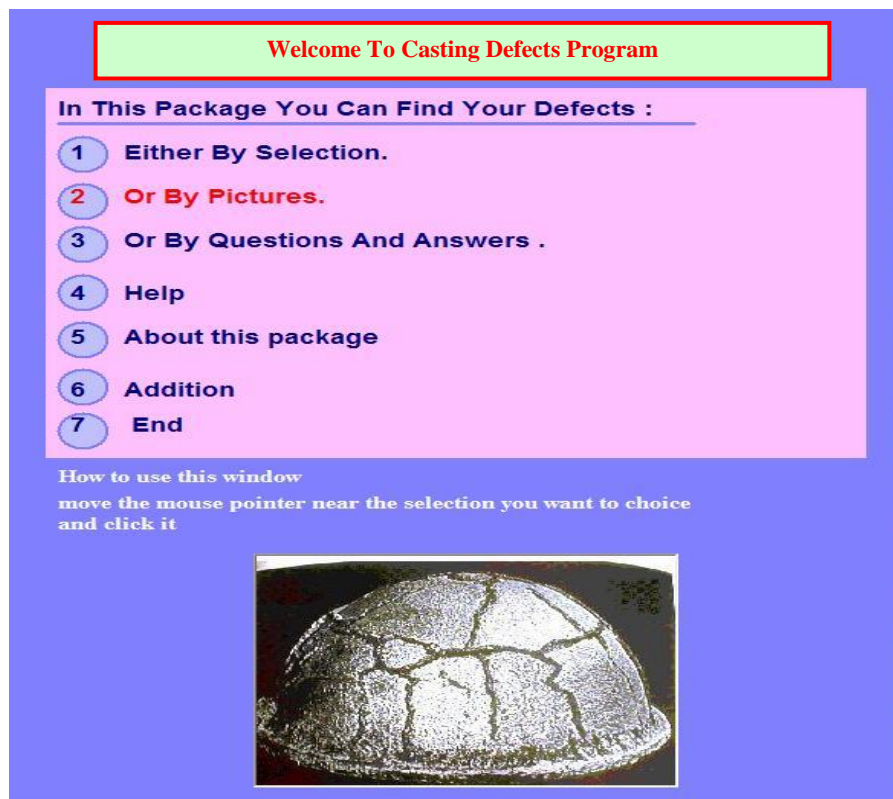 Welcome To Casting Defects Program
In This Package You Can Find Your Defects :
1 Either By Selection.
2 Or By Pictures.
3 Or By Questions And Answers .
4 Help
5 About this package
6 Addition
7 End
How to use this window
move the mouse pointer near the selection you want to choice
and click it